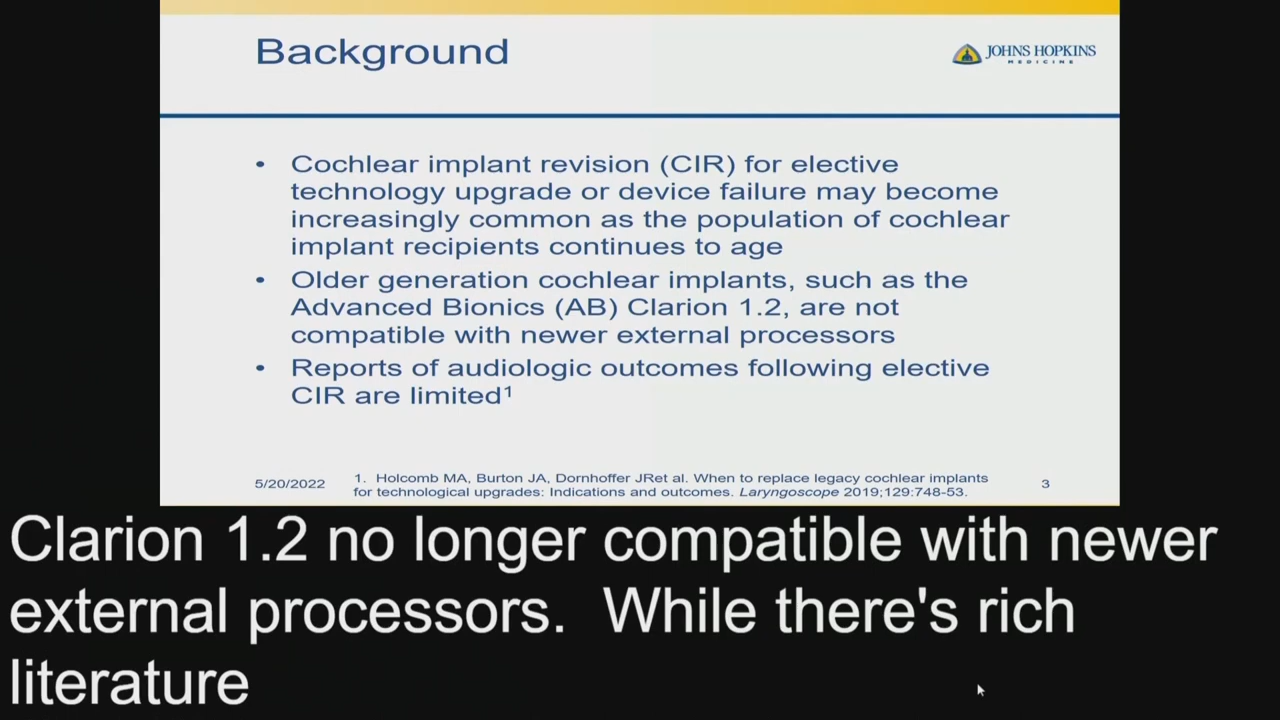 Background
JOHNS HOPKINS
MEDICINE
• Cochlear implant revision (CIR) for elective
technology upgrade or device failure may become
increasingly common as the population of cochlear
implant recipients continues to age
• Older generation cochlear implants, such as the
Advanced Bionics (AB) Clarion 1.2, are not
compatible with newer external processors
• Reports of audiologic outcomes following elective
CIR are limited¹
5/20/2022
1. Holcomb MA, Burton JA, Dornhoffer JRet al. When to replace legacy cochlear implants
for technological upgrades: Indications and outcomes. Laryngoscope 2019;129:748-53.
3
Clarion 1.2 no longer compatible with newer
external processors.  While there's rich
literature